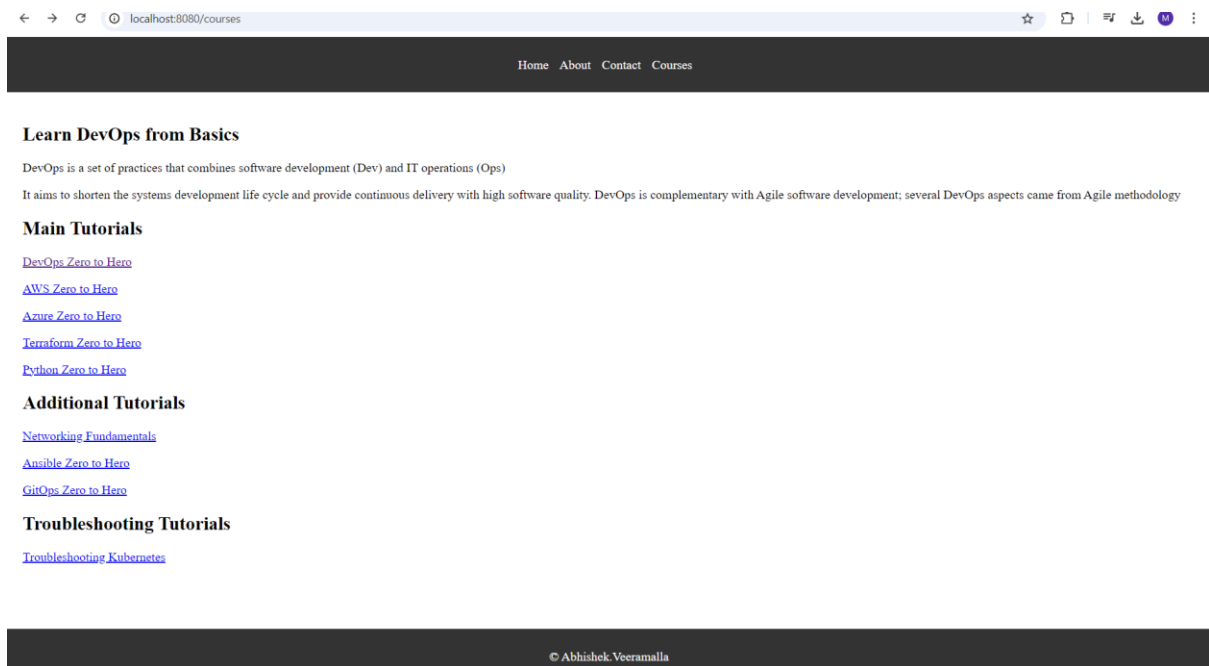 localhost:8080/courses
M
Home About Contact Courses
Learn DevOps from Basics
DevOps is a set of practices that combines software development (Dev) and IT operations (Ops)
It aims to shorten the systems development life cycle and provide continuous delivery with high software quality. DevOps is complementary with Agile software development; several DevOps aspects came from Agile methodology
Main Tutorials
DevOps Zero to Hero
AWS Zero to Hero
Azure Zero to Hero
Terraform Zero to Hero
Python Zero to Hero
Additional Tutorials
Networking Fundamentals
Ansible Zero to Hero
GitOps Zero to Hero
Troubleshooting Tutorials
Troubleshooting Kubernetes
© Abhishek.Veeramalla